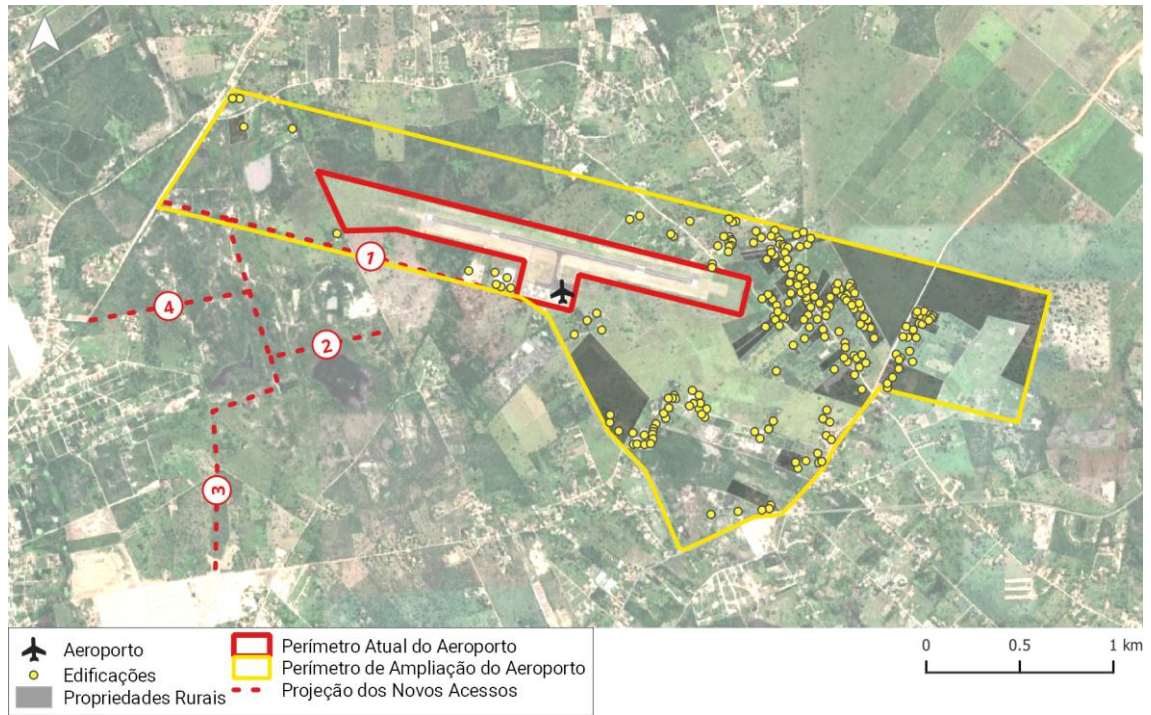 1
4
2
3
Aeroporto
Edificações
Propriedades Rurais
Perímetro Atual do Aeroporto
Perímetro de Ampliação do Aeroporto
Projeção dos Novos Acessos
0 0.5 1 km